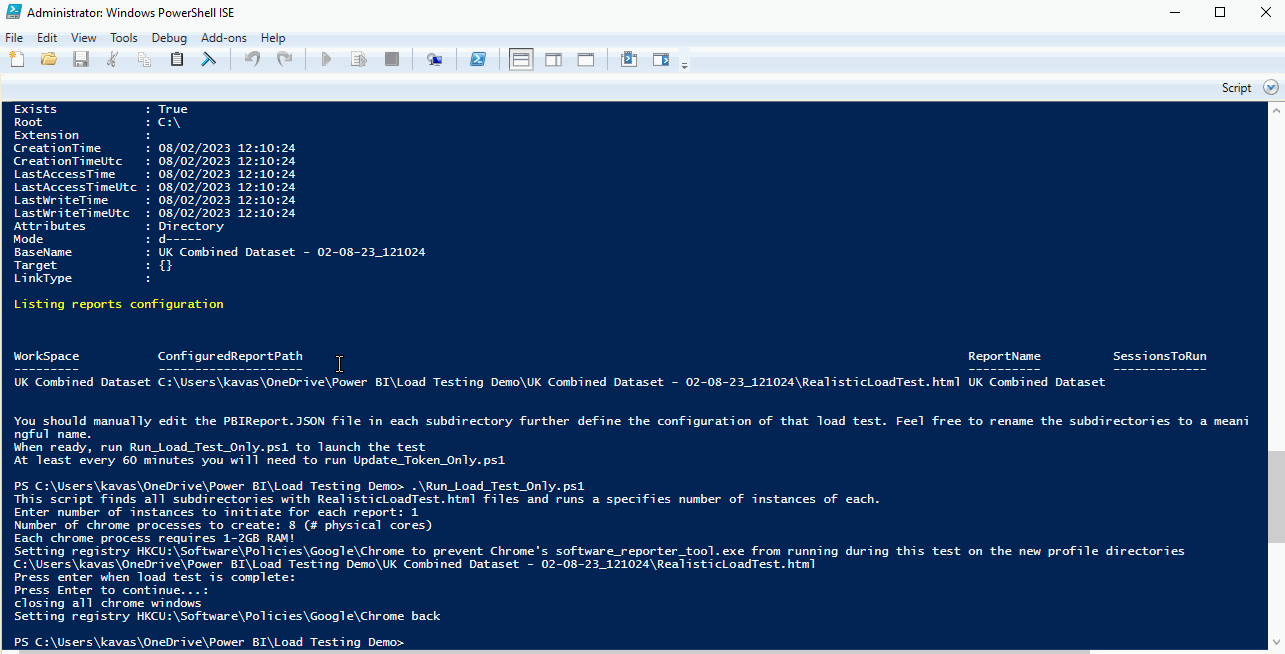 Administrator: Windows PowerShell ISE
File Edit View Tools Debug Add-ons Help
Script
Exists : True
Root : C:\
Extension :
CreationTime : 08/02/2023 12:10:24
CreationTimeUtc : 08/02/2023 12:10:24
LastAccessTime : 08/02/2023 12:10:24
LastAccessTimeUtc : 08/02/2023 12:10:24
LastWriteTime : 08/02/2023 12:10:24
LastWriteTimeUtc : 08/02/2023 12:10:24
Attributes : Directory
Mode : d-----
BaseName : UK Combined Dataset - 02-08-23_121024
Target : {}
LinkType :
Listing reports configuration
WorkSpace ConfiguredReportPath ReportName SessionsToRun
--------- -------------------- ---------- -------------
UK Combined Dataset C:\Users\kavas\OneDrive\Power BI\Load Testing Demo\UK Combined Dataset - 02-08-23_121024\RealisticLoadTest.html UK Combined Dataset
You should manually edit the PBIReport.JSON file in each subdirectory further define the configuration of that load test. Feel free to rename the subdirectories to a meani
ngful name.
When ready, run Run_Load_Test_Only.ps1 to launch the test
At least every 60 minutes you will need to run Update_Token_Only.ps1
PS C:\Users\kavas\OneDrive\Power BI\Load Testing Demo> .\Run_Load_Test_Only.ps1
This script finds all subdirectories with RealisticLoadTest.html files and runs a specifies number of instances of each.
Enter number of instances to initiate for each report: 1
Number of chrome processes to create: 8 (# physical cores)
Each chrome process requires 1-2GB RAM!
Setting registry HKCU:\Software\Policies\Google\Chrome to prevent Chrome's software_reporter_tool.exe from running during this test on the new profile directories
C:\Users\kavas\OneDrive\Power BI\Load Testing Demo\UK Combined Dataset - 02-08-23_121024\RealisticLoadTest.html
Press enter when load test is complete:
Press Enter to continue...:
closing all chrome windows
Setting registry HKCU:\Software\Policies\Google\Chrome back
PS C:\Users\kavas\OneDrive\Power BI\Load Testing Demo>